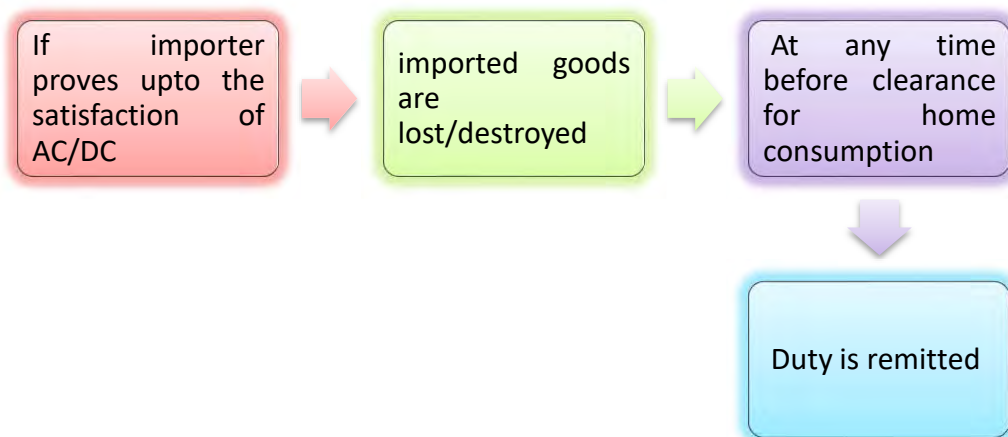 If importer
proves upto the
satisfaction of
AC/DC
imported goods
are
lost/destroyed
At any time
before clearance
for home
consumption
Duty is remitted